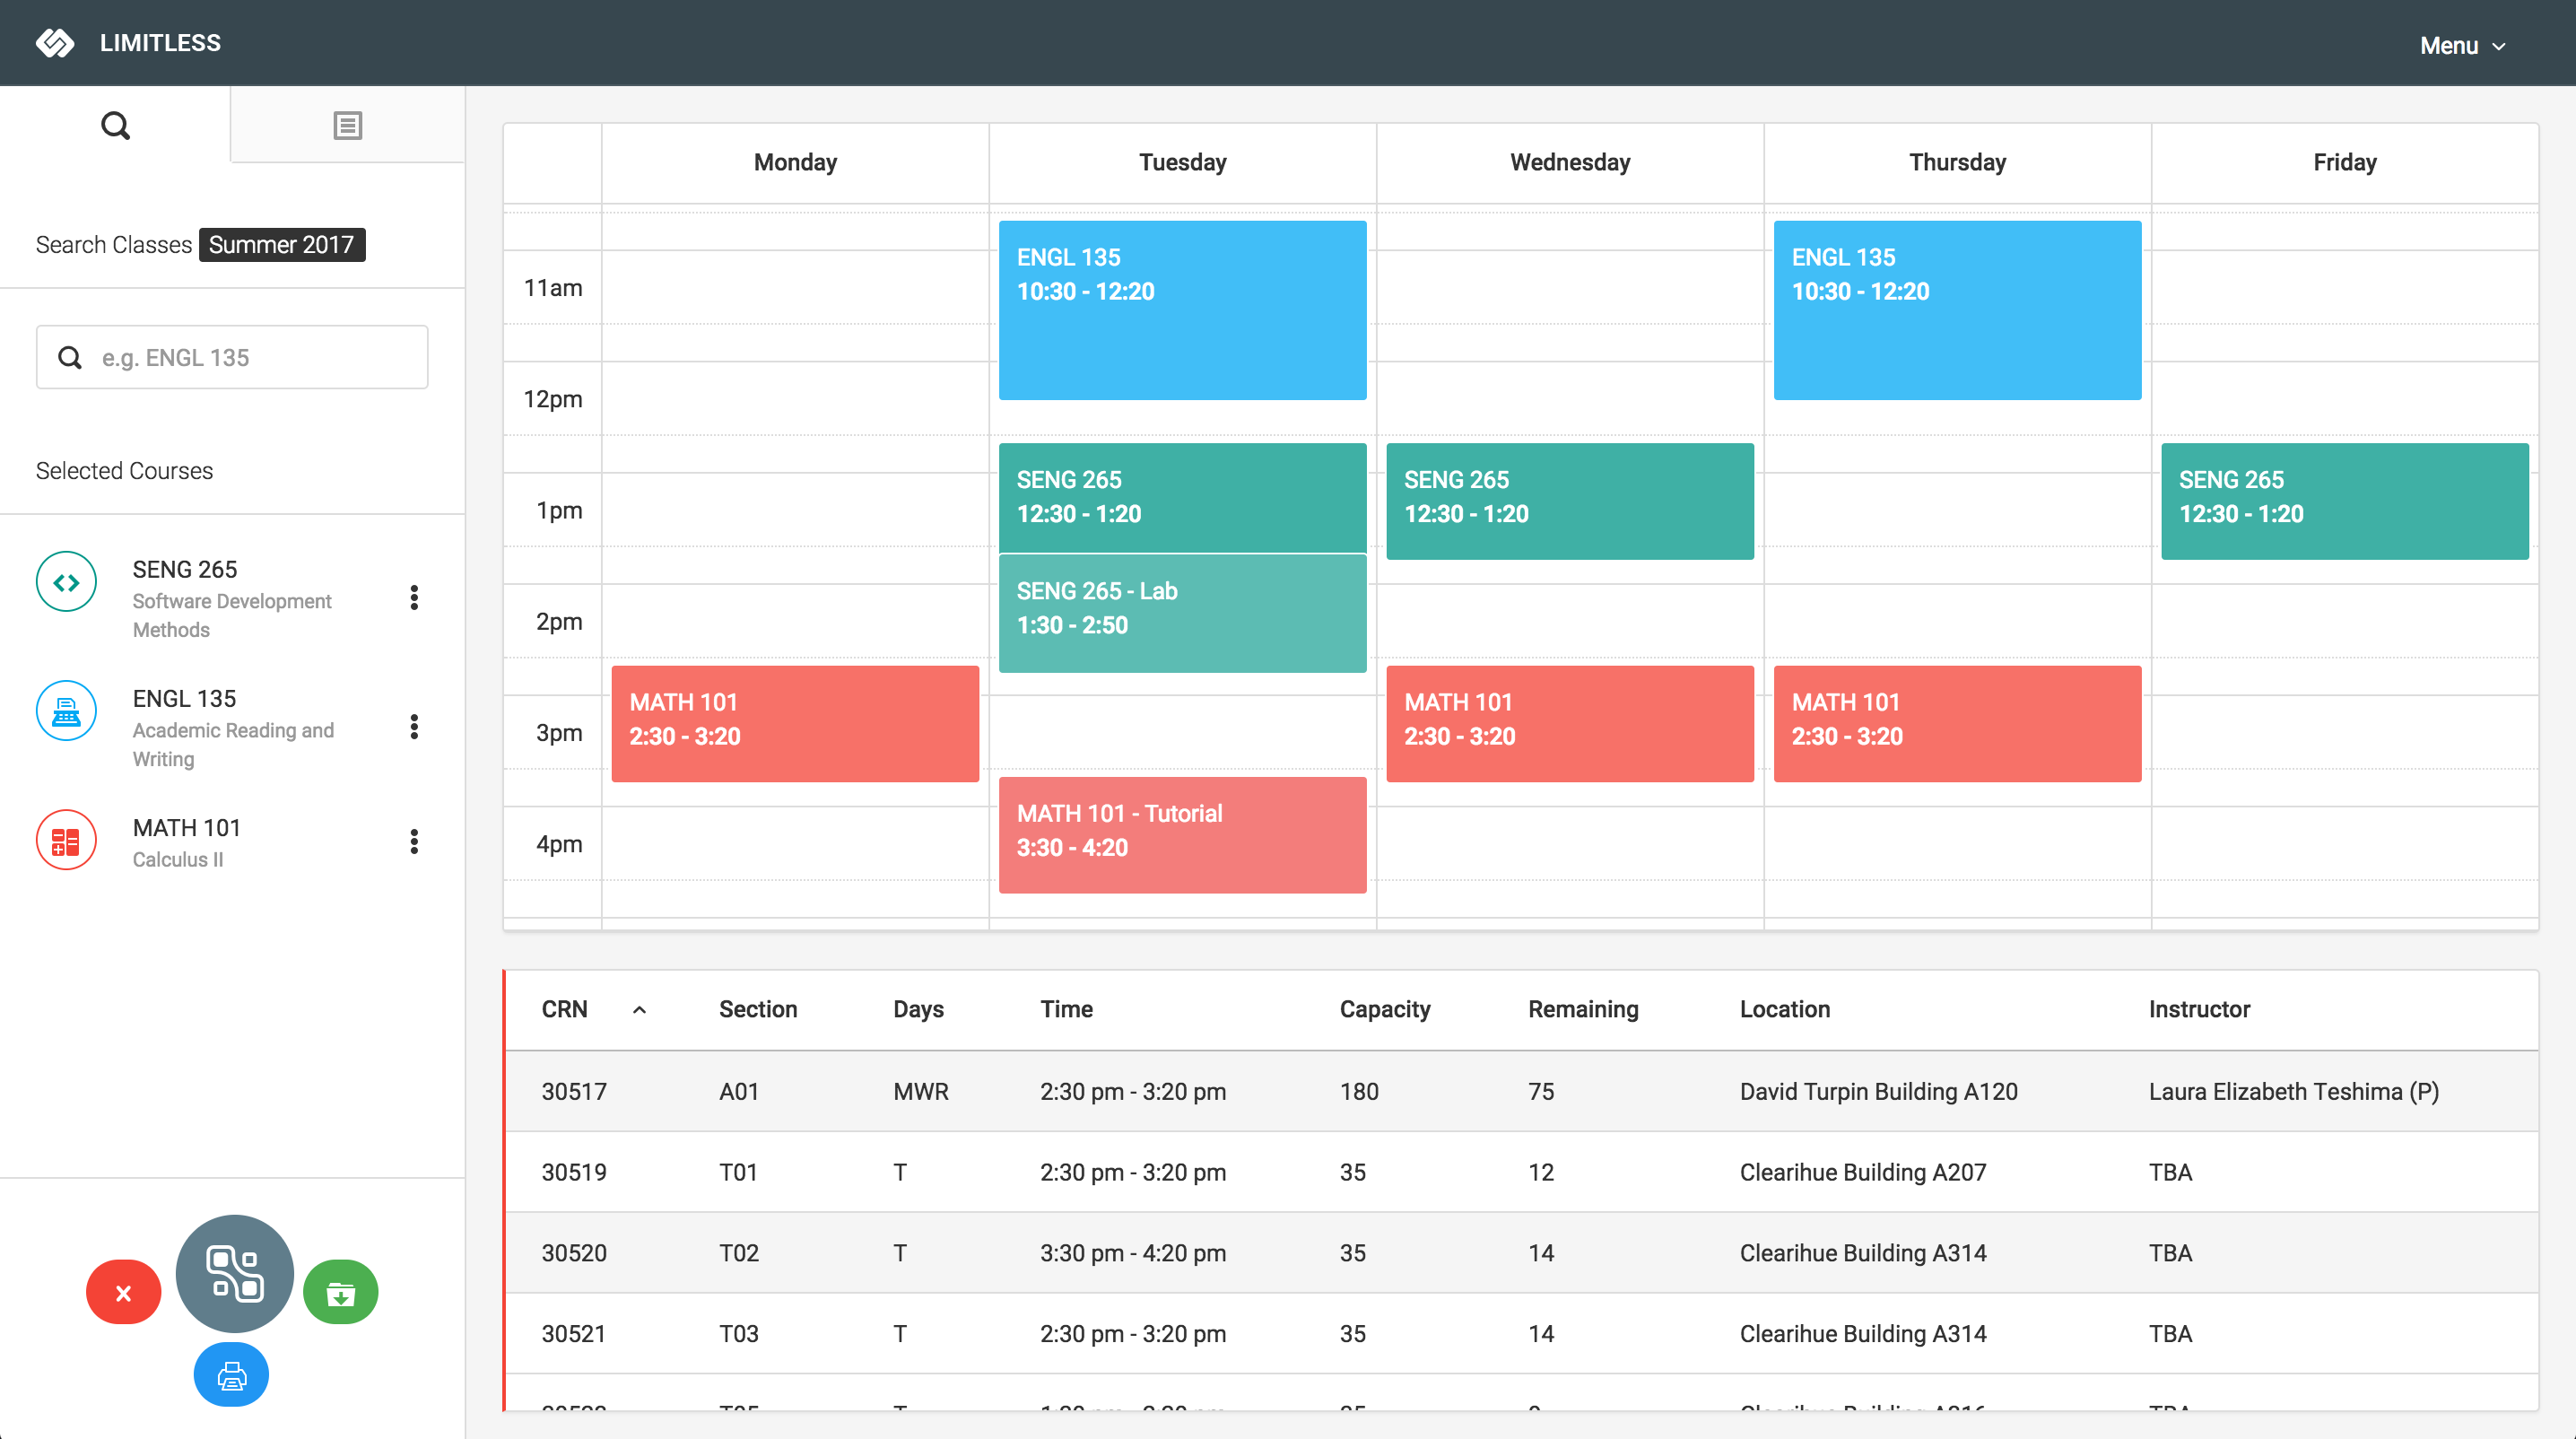 LIMITLESS
Menu
Search Classes Summer 2017
e.g. ENGL 135
Selected Courses
SENG 265
Software Development
Methods
ENGL 135
Academic Reading and
Writing
MATH 101
Calculus II
Monday Tuesday Wednesday Thursday Friday
11am
12pm
1pm
2pm
3pm
4pm
MATH 101
2:30 - 3:20
ENGL 135
10:30 - 12:20
SENG 265
12:30 - 1:20
SENG 265 - Lab
1:30 - 2:50
MATH 101 - Tutorial
3:30 - 4:20
SENG 265
12:30 - 1:20
MATH 101
2:30 - 3:20
ENGL 135
10:30 - 12:20
MATH 101
2:30 - 3:20
SENG 265
12:30 - 1:20
CRN Section Days Time Capacity Remaining Location Instructor
30517 A01 MWR 2:30 pm - 3:20 pm 180 75 David Turpin Building A120 Laura Elizabeth Teshima (P)
30519 T01 T 2:30 pm - 3:20 pm 35 12 Clearihue Building A207 TBA
30520 T02 T 3:30 pm - 4:20 pm 35 14 Clearihue Building A314 TBA
30521 T03 T 2:30 pm - 3:20 pm 35 14 Clearihue Building A314 TBA